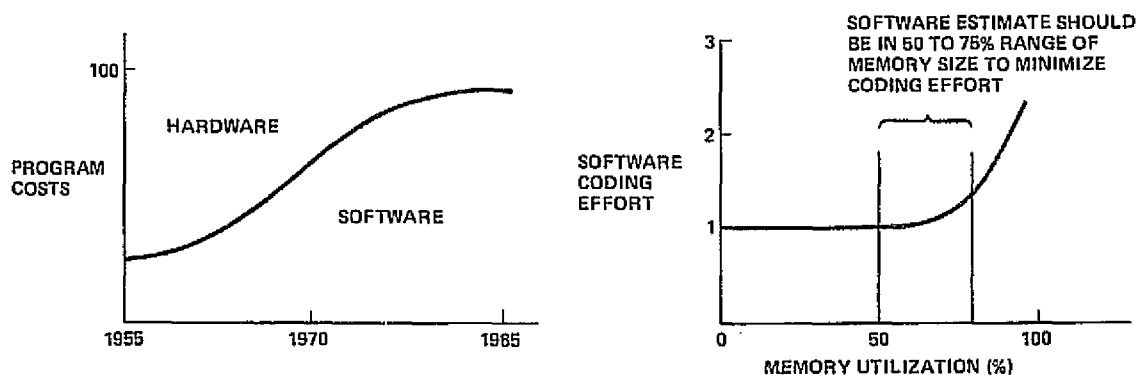 100
HARDWARE
PROGRAM
COSTS
SOFTWARE
1955
1970
1985
SOFTWARE ESTIMATE SHOULD
BE IN 50 TO 75% RANGE OF
MEMORY SIZE TO MINIMIZE
CODING EFFORT
3
2
SOFTWARE
CODING
EFFORT
1
0
50
100
MEMORY UTILIZATION (%)